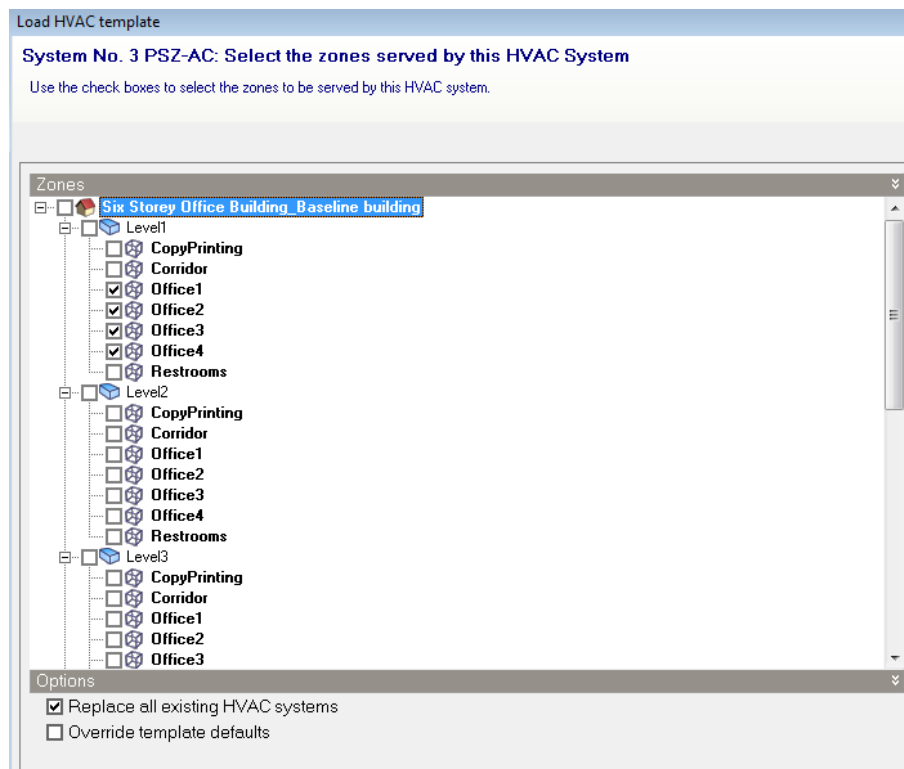 Load HVAC template
System No. 3 PSZ-AC: Select the zones served by this HVAC System
Use the check boxes to select the zones to be served by this HVAC system.
Zones
Six Storey Office Building_Baseline building
Level1
CopyPrinting
Corridor
Office1
Office2
Office3
Office4
Restrooms
Level2
CopyPrinting
Corridor
Office1
Office2
Office3
Office4
Restrooms
Level3
CopyPrinting
Corridor
Office1
Office2
Office3
Options
Replace all existing HVAC systems
Override template defaults